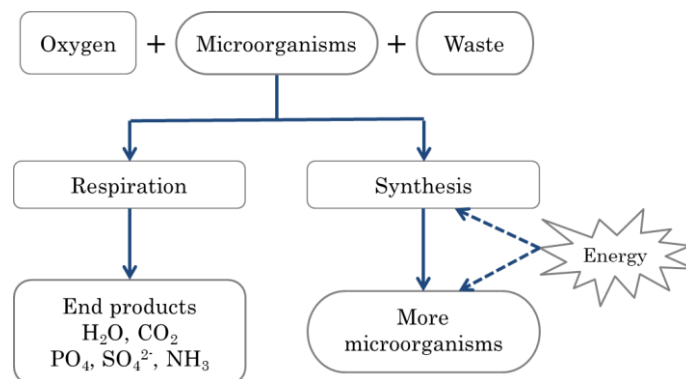 Oxygen + Microorganisms + Waste
Respiration
Synthesis
Energy
End products
H₂O, CO₂
PO₄, SO₄²⁻, NH₃
More
microorganisms